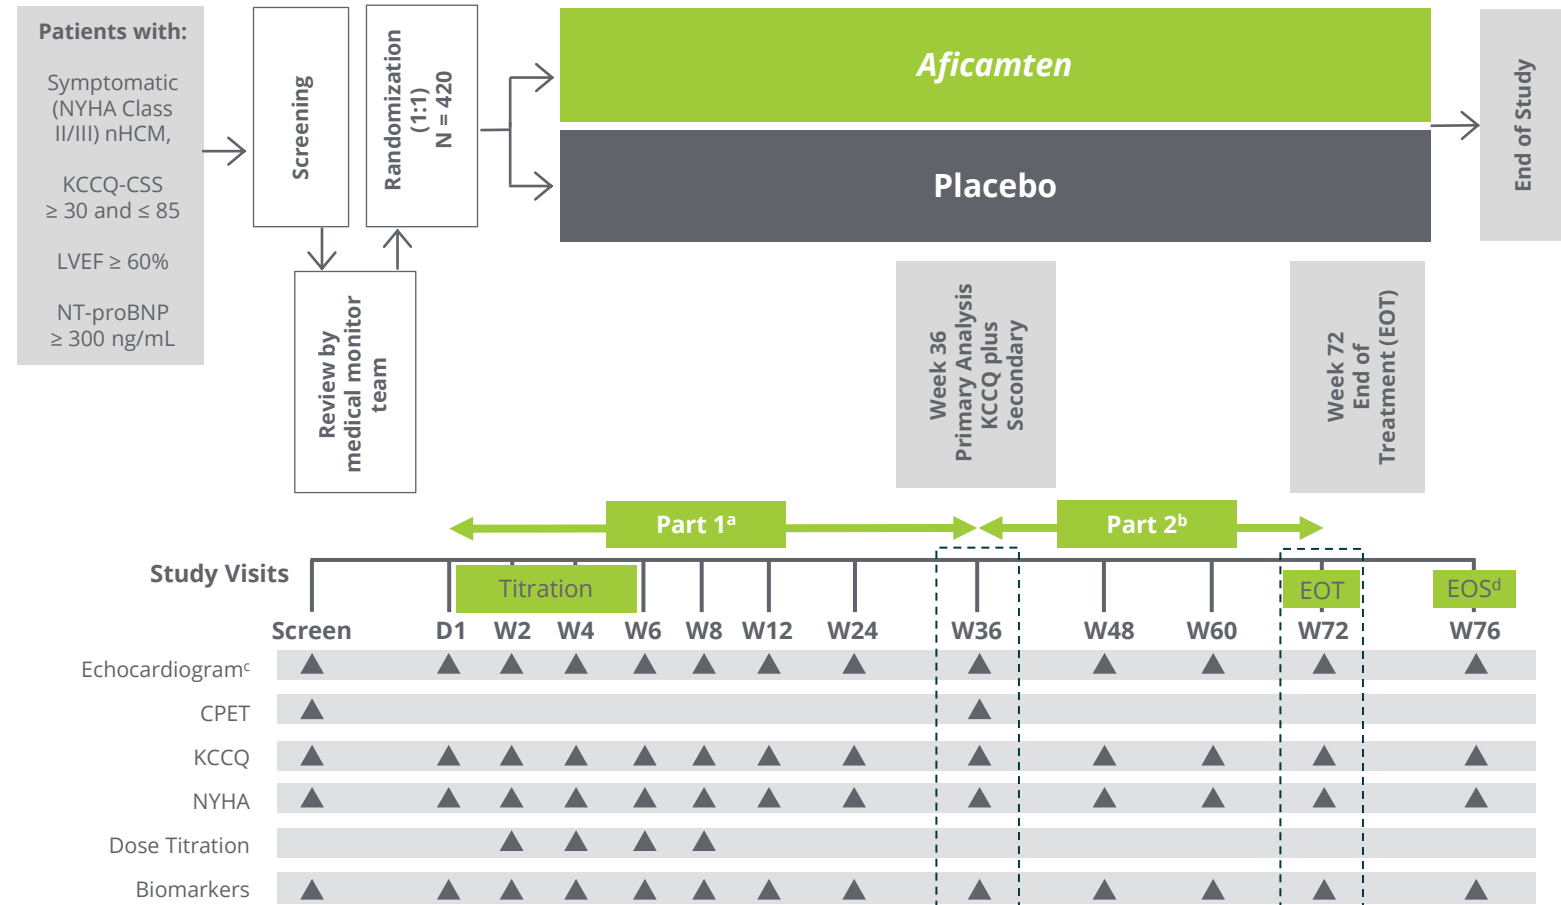 Patients with:
Symptomatic
(NYHA Class
II/III) nHCM,
KCCQ-CSS
≥ 30 and ≤ 85
LVEF ≥ 60%
NT-proBNP
≥ 300 ng/mL
Screening
Review by
medical monitor
team
Randomization
(1:1)
N = 420
Aficamten
Placebo
End of Study
Week 36
Primary Analysis
KCCQ plus
Secondary
Week 72
End of
Treatment (EOT)
Part 1ᵃ
Part 2ᵇ
Study Visits
Titration
EOT
EOSᵈ
Screen D1 W2 W4 W6 W8 W12 W24 W36 W48 W60 W72 W76
Echocardiogramᶜ
CPET
KCCQ
NYHA
Dose Titration
Biomarkers